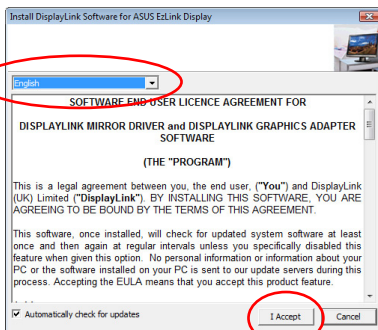 Install DisplayLink Software for ASUS EzLink Display
English
SOFTWARE END USER LICENCE AGREEMENT FOR
DISPLAYLINK MIRROR DRIVER and DISPLAYLINK GRAPHICS ADAPTER
SOFTWARE
(THE "PROGRAM")
This is a legal agreement between you, the end user, ("You") and DisplayLink
(UK) Limited ("DisplayLink"). BY INSTALLING THIS SOFTWARE, YOU ARE
AGREEING TO BE BOUND BY THE TERMS OF THIS AGREEMENT.
This software, once installed, will check for updated system software at least
once and then again at regular intervals unless you specifically disabled this
feature when given this option. No personal information or information about your
PC or the software installed on your PC is sent to our update servers during this
process. Accepting the EULA means that you accept this product feature.
Automatically check for updates
I Accept
Cancel